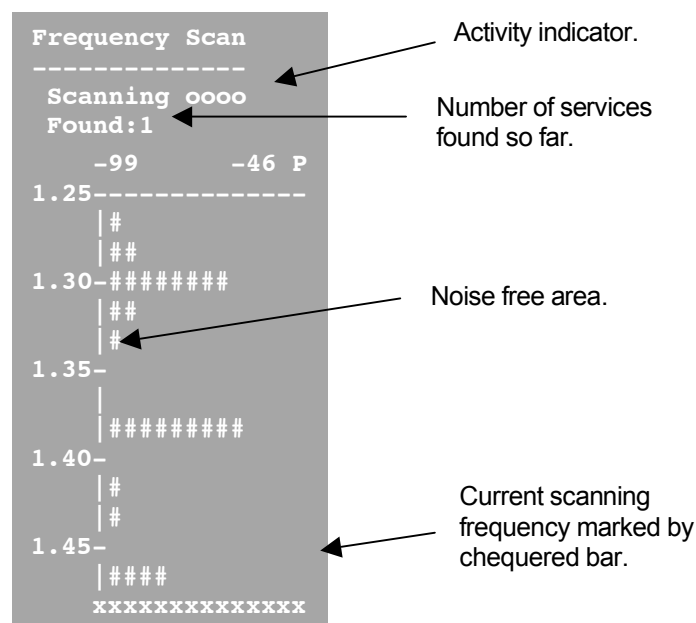 Frequency Scan
--------------
Scanning oooo
Found:1
-99 -46 P
1.25--------------
|#
|##
1.30-########
|##
|#
1.35-
|
|#########
1.40-
|#
|#
1.45-
|####
xxxxxxxxxxxxxx
Activity indicator.
Number of services
found so far.
Noise free area.
Current scanning
frequency marked by
chequered bar.